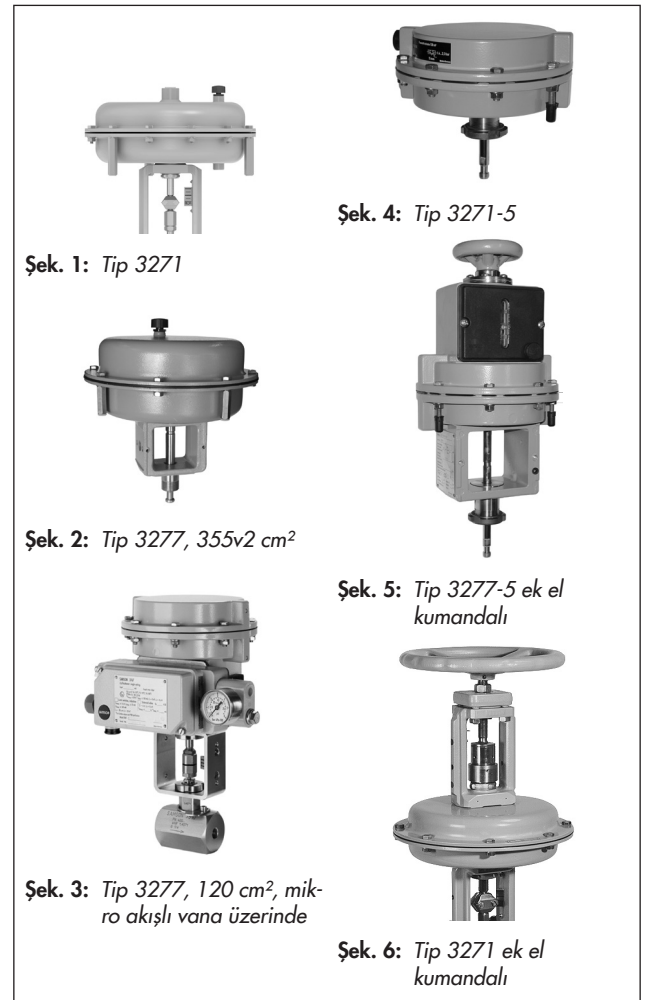 Şek. 1: Tip 3271
Şek. 2: Tip 3277, 355v2 cm²
Şek. 3: Tip 3277, 120 cm², mik-
ro akışlı vana üzerinde
Şek. 4: Tip 3271-5
Şek. 5: Tip 3277-5 ek el
kumandalı
Şek. 6: Tip 3271 ek el
kumandalı